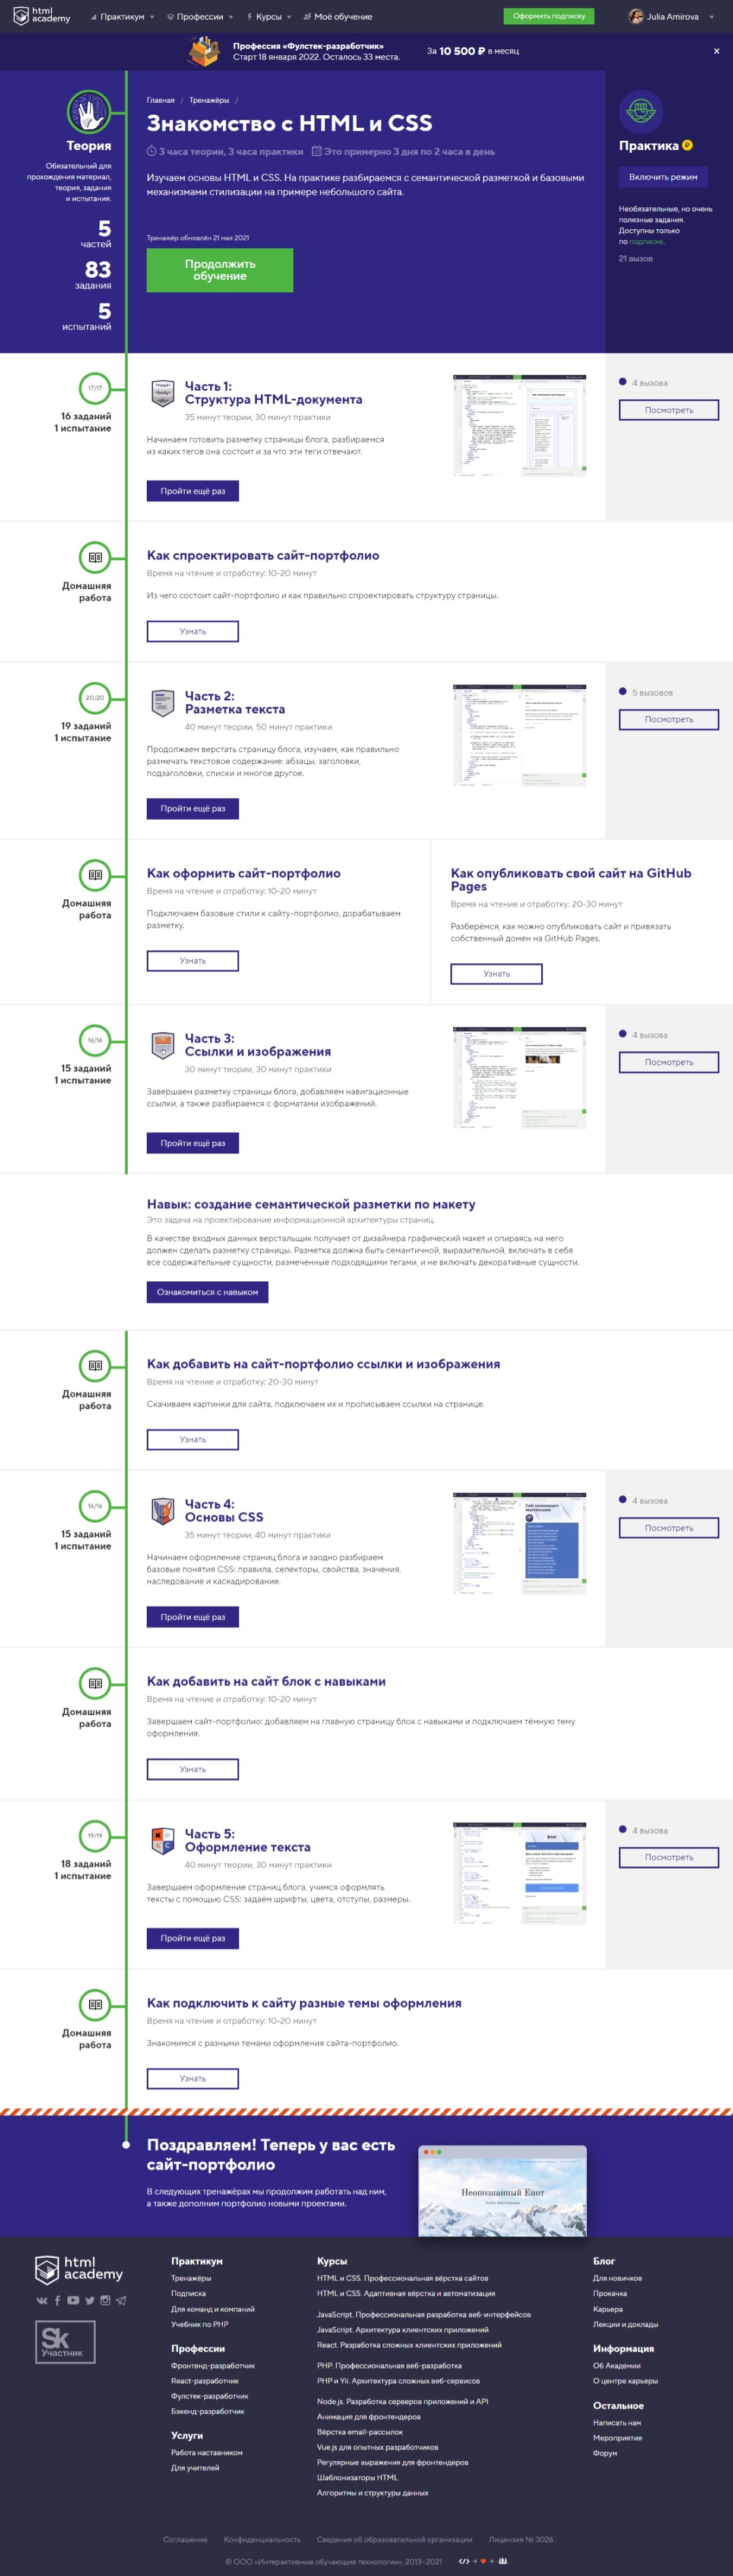 html
academy
Практикум
Профессии
Курсы
Моё обучение
Оформить подписку
Julia Amirova
Профессия «Фулстек-разработчик»
Старт 18 января 2022. Осталось 33 места.
За 10 500 ₽ в месяц
×
Теория
Обязательный для
прохождения материал,
теория, задания
и испытания.
5
частей
83
задания
5
испытаний
Главная / Тренажёры /
Знакомство с HTML и CSS
3 часа теории, 3 часа практики
Это примерно 3 дня по 2 часа в день
Изучаем основы HTML и CSS. На практике разбираемся с семантической разметкой и базовыми
механизмами стилизации на примере небольшого сайта.
Тренажёр обновлён 21 мая 2021
Продолжить
обучение
Практика ₽
Включить режим
Необязательные, но очень
полезные задания.
Доступны только
по подписке.
21 вызов
17/17
16 заданий
1 испытание
Часть 1:
Структура HTML-документа
35 минут теории, 30 минут практики
Начинаем готовить разметку страницы блога, разбираемся
из каких тегов она состоит и за что эти теги отвечают.
Пройти ещё раз
4 вызова
Посмотреть
Домашняя
работа
Как спроектировать сайт-портфолио
Время на чтение и отработку: 10-20 минут
Из чего состоит сайт-портфолио и как правильно спроектировать структуру страницы.
Узнать
20/20
19 заданий
1 испытание
Часть 2:
Разметка текста
40 минут теории, 50 минут практики
Продолжаем верстать страницу блога, изучаем, как правильно
размечать текстовое содержание: абзацы, заголовки,
подзаголовки, списки и многое другое.
Пройти ещё раз
5 вызовов
Посмотреть
Домашняя
работа
Как оформить сайт-портфолио
Время на чтение и отработку: 10-20 минут
Подключаем базовые стили к сайту-портфолио, дорабатываем
разметку.
Узнать
Как опубликовать свой сайт на GitHub
Pages
Время на чтение и отработку: 20-30 минут
Разберёмся, как можно опубликовать сайт и привязать
собственный домен на GitHub Pages.
Узнать
16/16
15 заданий
1 испытание
Часть 3:
Ссылки и изображения
30 минут теории, 30 минут практики
Завершаем разметку страницы блога, добавляем навигационные
ссылки, а также разбираемся с форматами изображений.
Пройти ещё раз
4 вызова
Посмотреть
Навык: создание семантической разметки по макету
Это задача на проектирование информационной архитектуры страниц.
В качестве входных данных верстальщик получает от дизайнера графический макет и опираясь на него
должен сделать разметку страницы. Разметка должна быть семантичной, выразительной, включать в себя
все содержательные сущности, размеченные подходящими тегами, и не включать декоративные сущности.
Ознакомиться с навыком
Домашняя
работа
Как добавить на сайт-портфолио ссылки и изображения
Время на чтение и отработку: 20-30 минут
Скачиваем картинки для сайта, подключаем их и прописываем ссылки на странице.
Узнать
16/16
15 заданий
1 испытание
Часть 4:
Основы CSS
35 минут теории, 40 минут практики
Начинаем оформление страниц блога и заодно разбираем
базовые понятия CSS: правила, селекторы, свойства, значения,
наследование и каскадирование.
Пройти ещё раз
4 вызова
Посмотреть
Домашняя
работа
Как добавить на сайт блок с навыками
Время на чтение и отработку: 10-20 минут
Завершаем сайт-портфолио: добавляем на главную страницу блок с навыками и подключаем тёмную тему
оформления.
Узнать
19/19
18 заданий
1 испытание
Часть 5:
Оформление текста
40 минут теории, 30 минут практики
Завершаем оформление страниц блога, учимся оформлять
тексты с помощью CSS: задаём шрифты, цвета, отступы, размеры.
Пройти ещё раз
Блог
4 вызова
Посмотреть
Домашняя
работа
Как подключить к сайту разные темы оформления
Время на чтение и отработку: 10-20 минут
Знакомимся с разными темами оформления сайта-портфолио.
Узнать
Поздравляем! Теперь у вас есть
сайт-портфолио
В следующих тренажёрах мы продолжим работать над ним,
а также дополним портфолио новыми проектами.
Неопознанный Енот
html
academy
Sk
Участник
Практикум
Тренажёры
Подписка
Для команд и компаний
Учебник по PHP
Профессии
Фронтенд-разработчик
React-разработчик
Фулстек-разработчик
Бэкенд-разработчик
Услуги
Работа наставником
Для учителей
Курсы
HTML и CSS. Профессиональная вёрстка сайтов
HTML и CSS. Адаптивная вёрстка и автоматизация
JavaScript. Профессиональная разработка веб-интерфейсов
JavaScript. Архитектура клиентских приложений
React. Разработка сложных клиентских приложений
PHP. Профессиональная веб-разработка
PHP и Yii. Архитектура сложных веб-сервисов
Node.js. Разработка серверов приложений и API
Анимация для фронтендеров
Вёрстка email-рассылок
Vue.js для опытных разработчиков
Регулярные выражения для фронтендеров
Шаблонизаторы HTML
Алгоритмы и структуры данных
Блог
Для новичков
Прокачка
Карьера
Лекции и доклады
Информация
Об Академии
О центре карьеры
Остальное
Написать нам
Мероприятия
Форум
Соглашение
Конфиденциальность
Сведения об образовательной организации
Лицензия № 3026
© ООО «Интерактивные обучающие технологии», 2013–2021